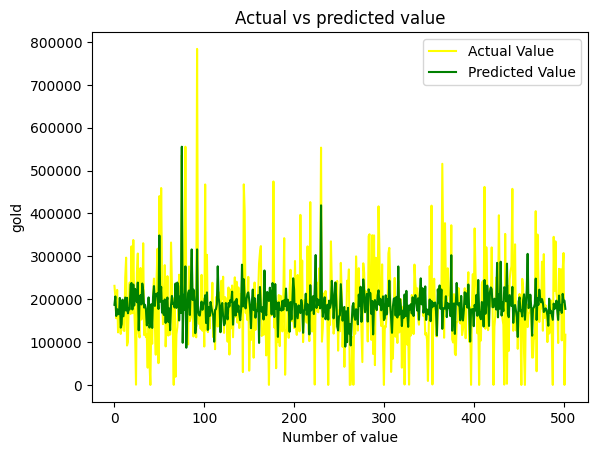 Actual vs predicted value
Actual Value
Predicted Value
800000
700000
600000
500000
400000
300000
200000
100000
0
gold
0 100 200 300 400 500
Number of value